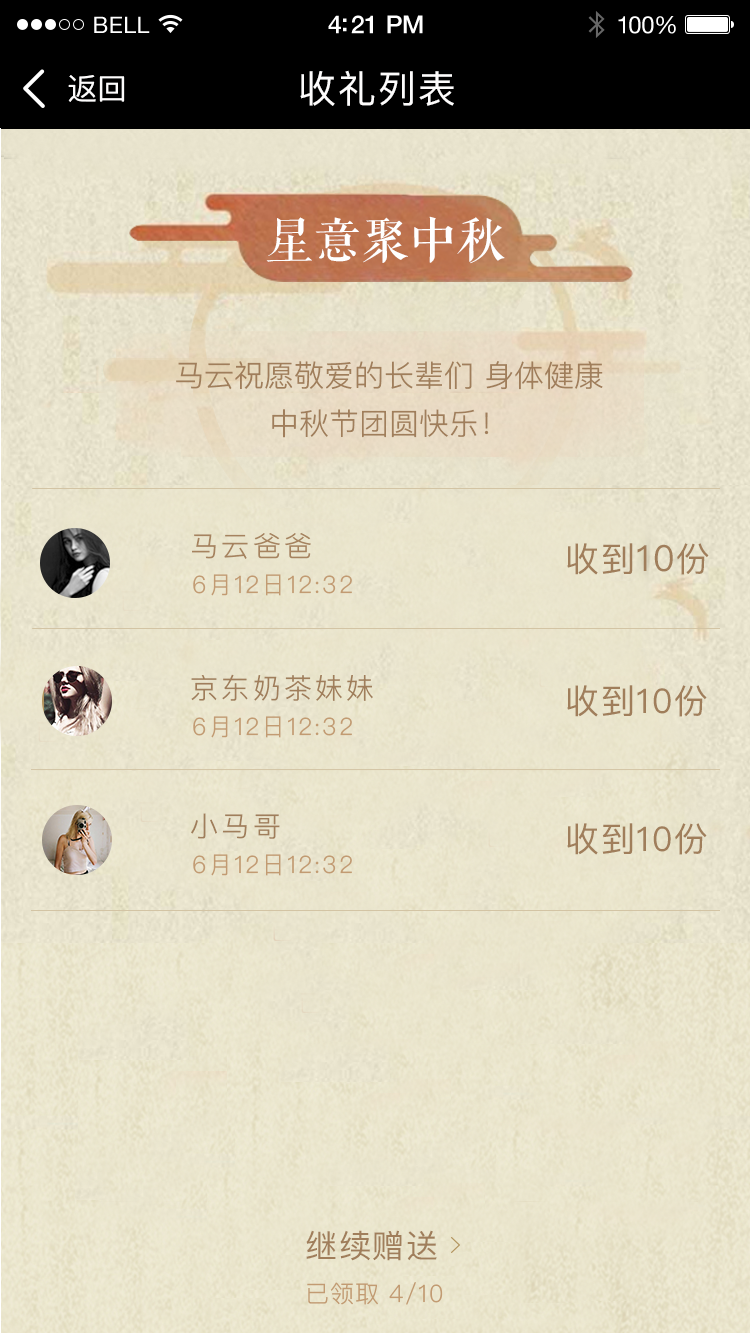 BELL 4:21 PM 100%
返回 收礼列表
星意聚中秋
马云祝愿敬爱的长辈们 身体健康
中秋节团圆快乐!
马云爸爸
6月12日12:32
收到10份
京东奶茶妹妹
6月12日12:32
收到10份
小马哥
6月12日12:32
收到10份
继续赠送
已领取 4/10